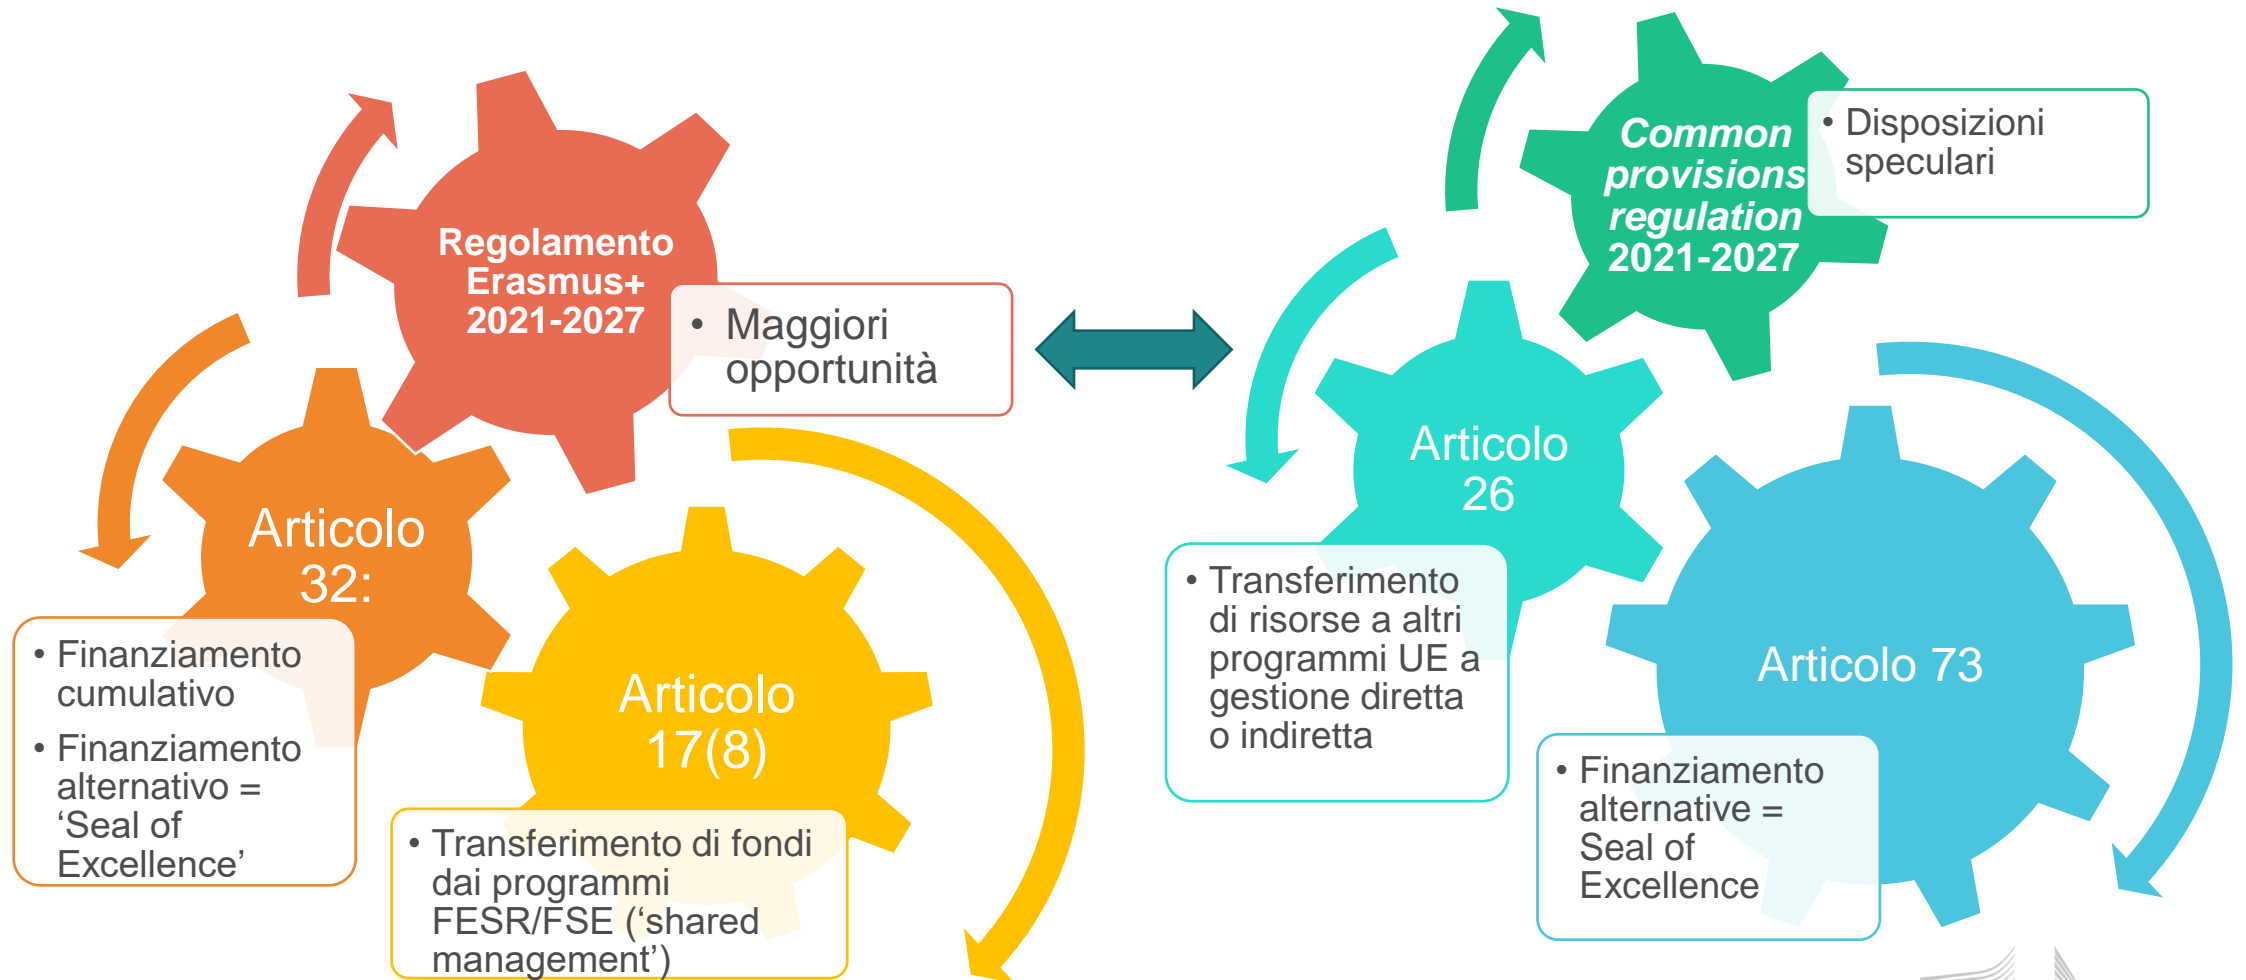 Regolamento
Erasmus+
2021-2027
• Maggiori
opportunità
Articolo
32:
• Finanziamento
cumulativo
• Finanziamento
alternativo =
‘Seal of
Excellence’
Articolo
17(8)
• Transferimento di fondi
dai programmi
FESR/FSE (‘shared
management’)
Common
provisions
regulation
2021-2027
• Disposizioni
speculari
Articolo
26
• Transferimento
di risorse a altri
programmi UE a
gestione diretta
o indiretta
Articolo 73
• Finanziamento
alternative =
Seal of
Excellence